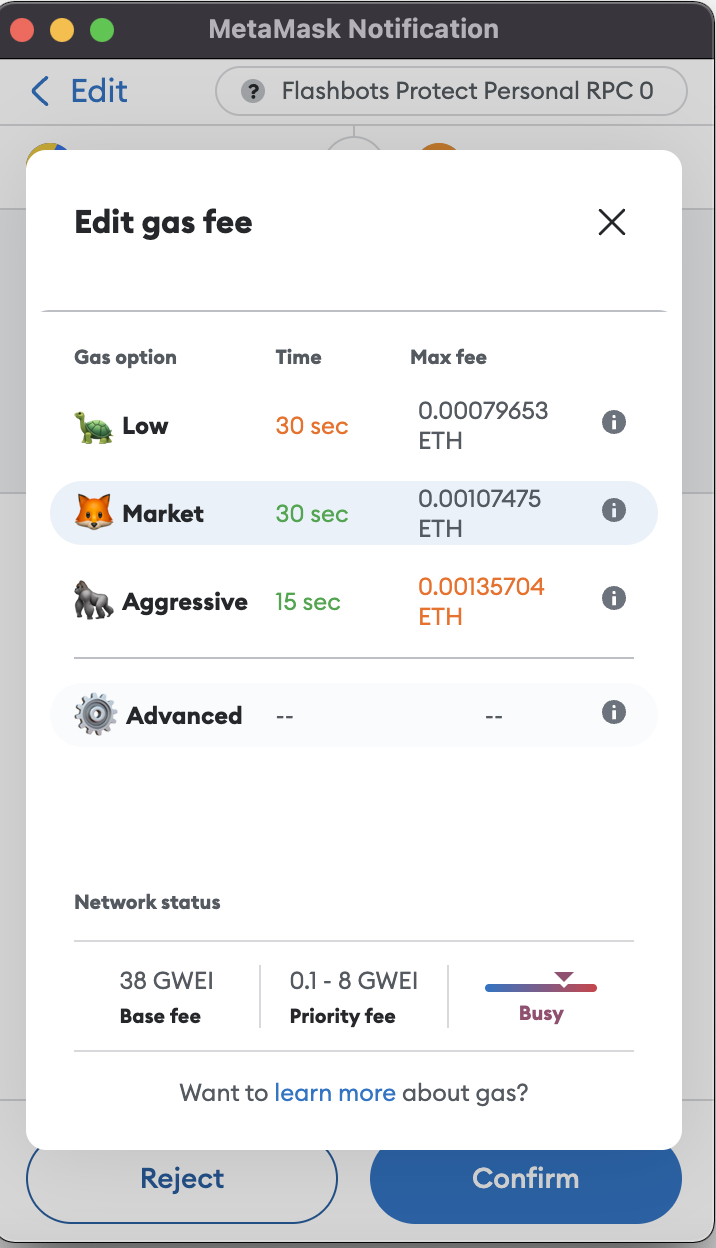 MetaMask Notification
Edit
? Flashbots Protect Personal RPC 0
Edit gas fee
Gas option Time Max fee
Low 30 sec 0.00079653
ETH
Market 30 sec 0.00107475
ETH
Aggressive 15 sec 0.00135704
ETH
Advanced -- --
Network status
38 GWEI 0.1 - 8 GWEI
Base fee Priority fee Busy
Want to learn more about gas?
Reject Confirm